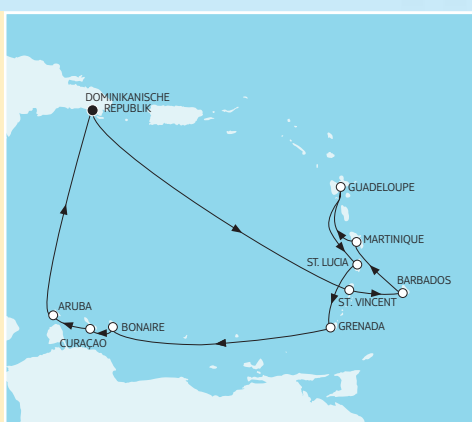 DOMINIKANISCHE
REPUBLIK
GUADELOUPE
MARTINIQUE
ST. LUCIA
BARBADOS
ST. VINCENT
GRENADA
ARUBA
BONAIRE
CURAÇAO